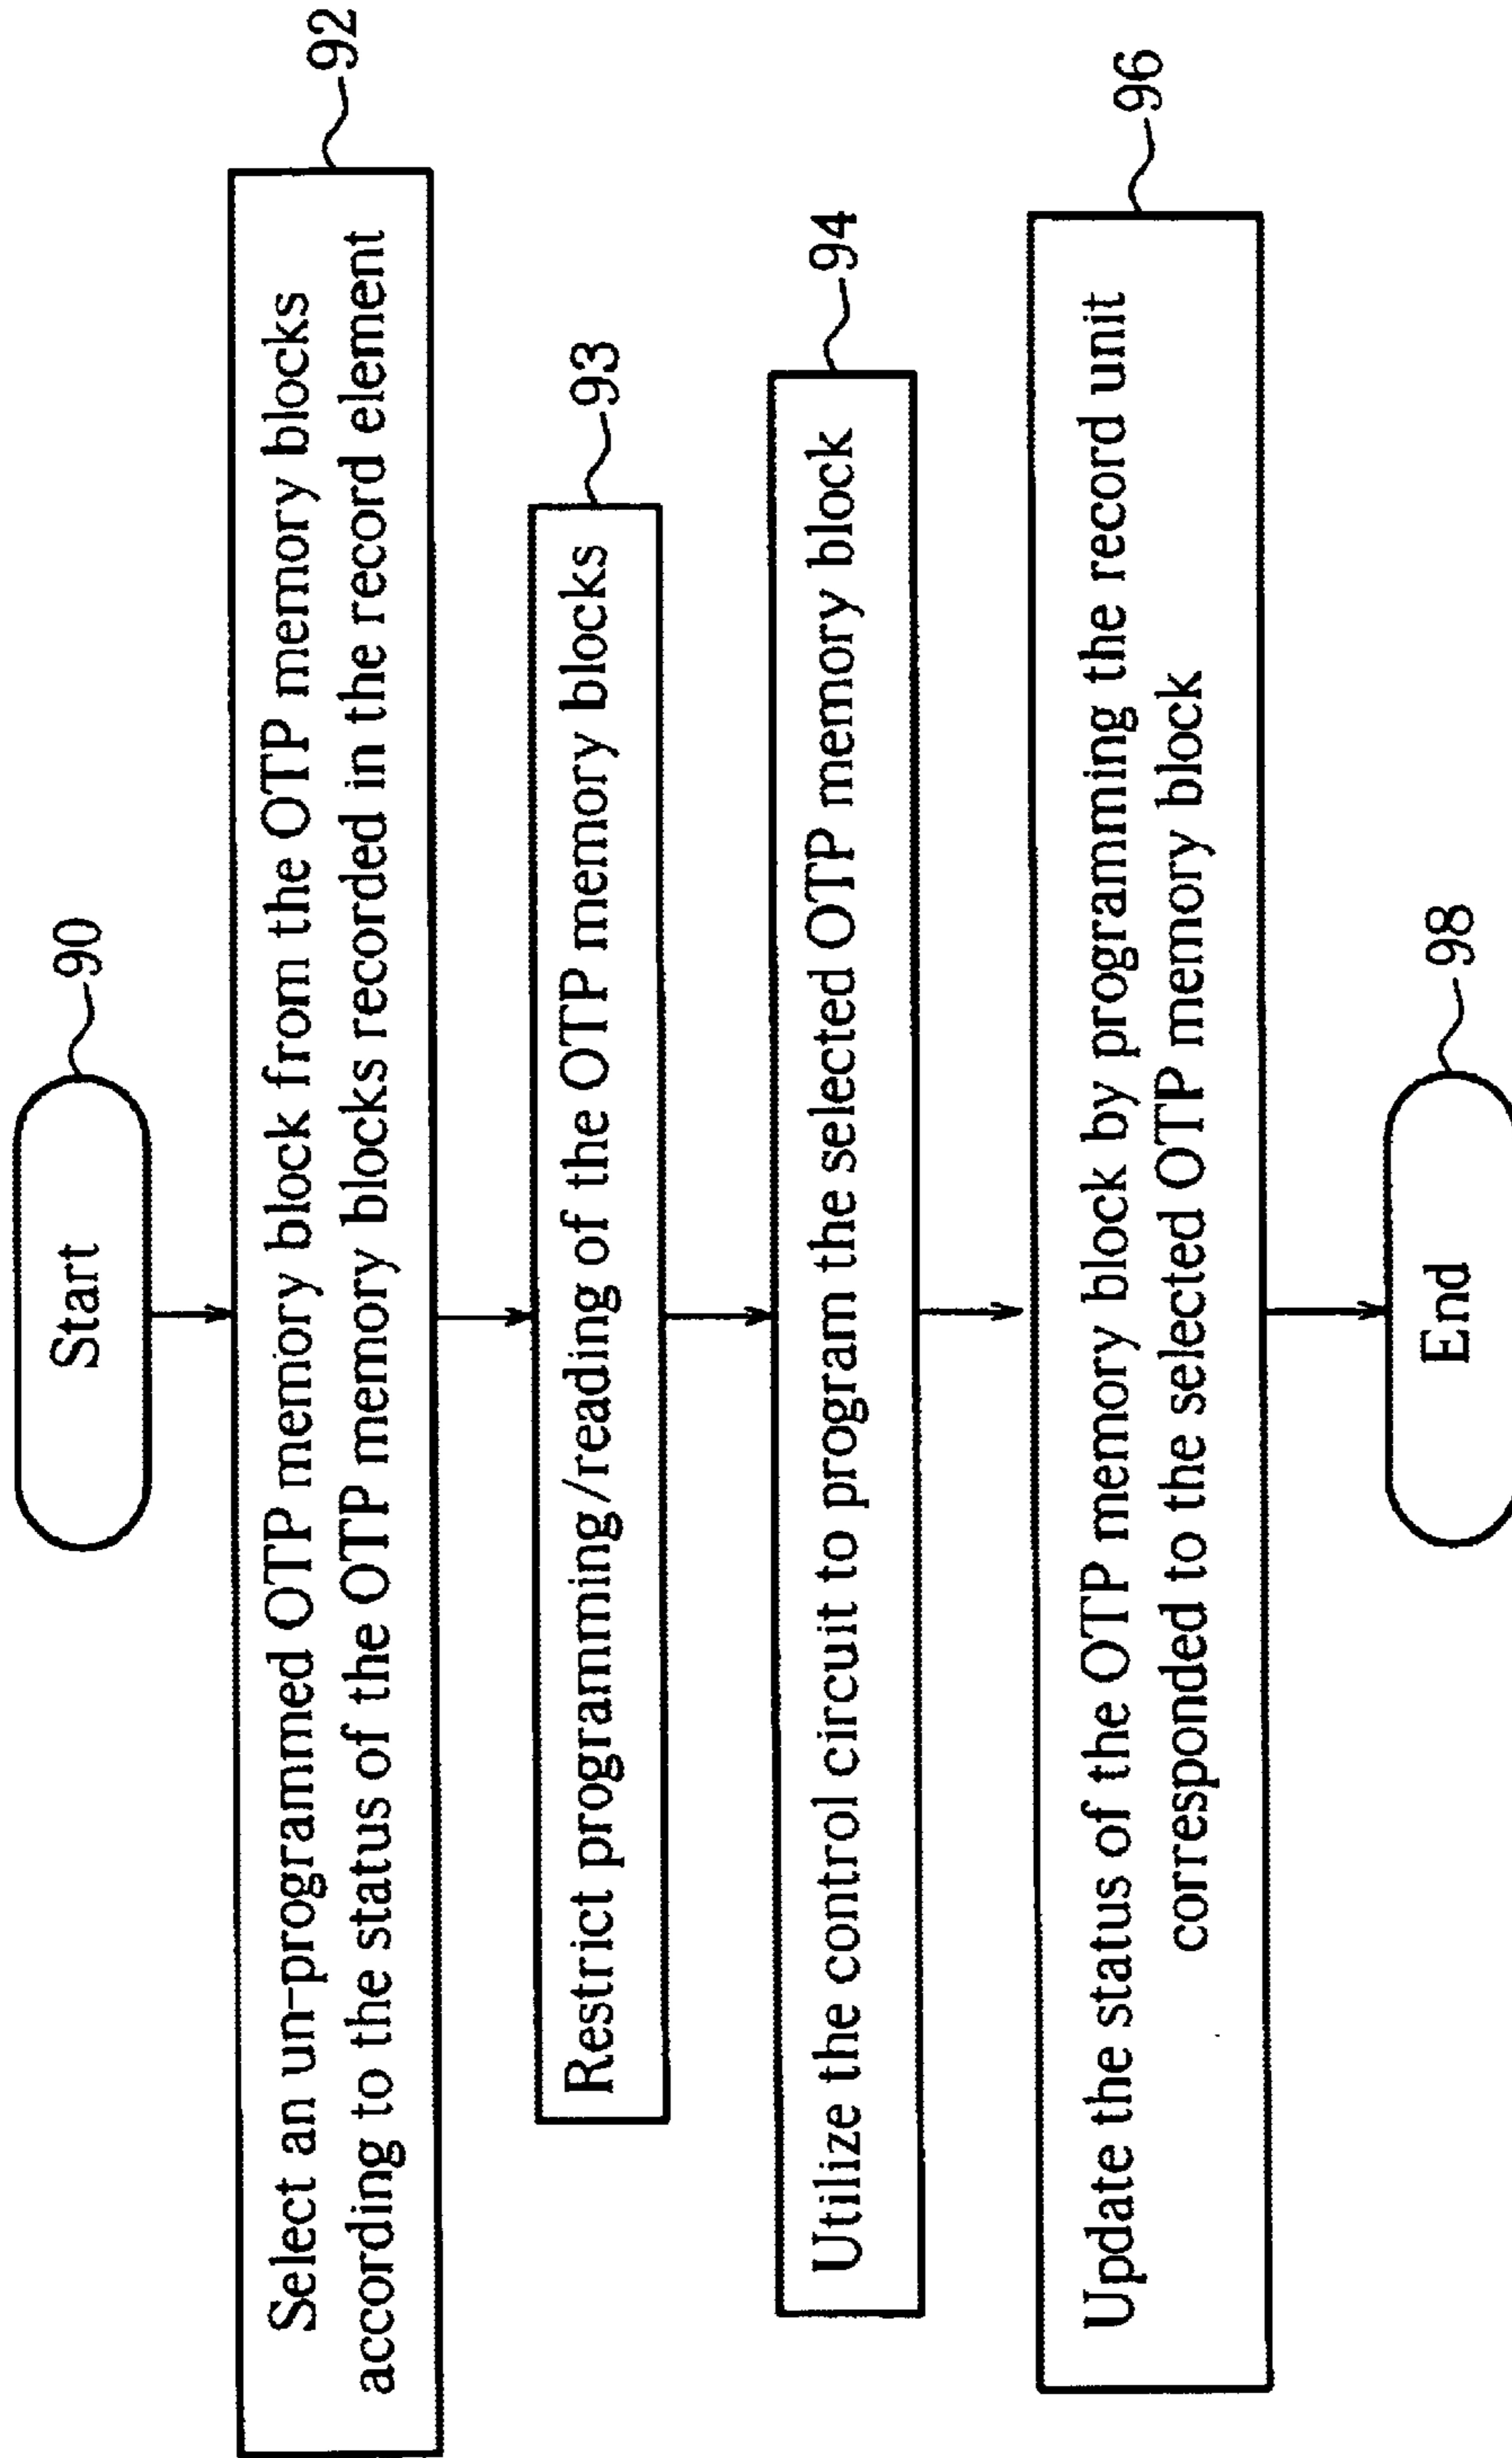 Start
90
Select an un-programmed OTP memory block from the OTP memory blocks
according to the status of the OTP memory blocks recorded in the record element
92
Restrict programming/reading of the OTP memory blocks
93
Utilize the control circuit to program the selected OTP memory block
94
Update the status of the OTP memory block by programming the record unit
corresponded to the selected OTP memory block
96
End
98